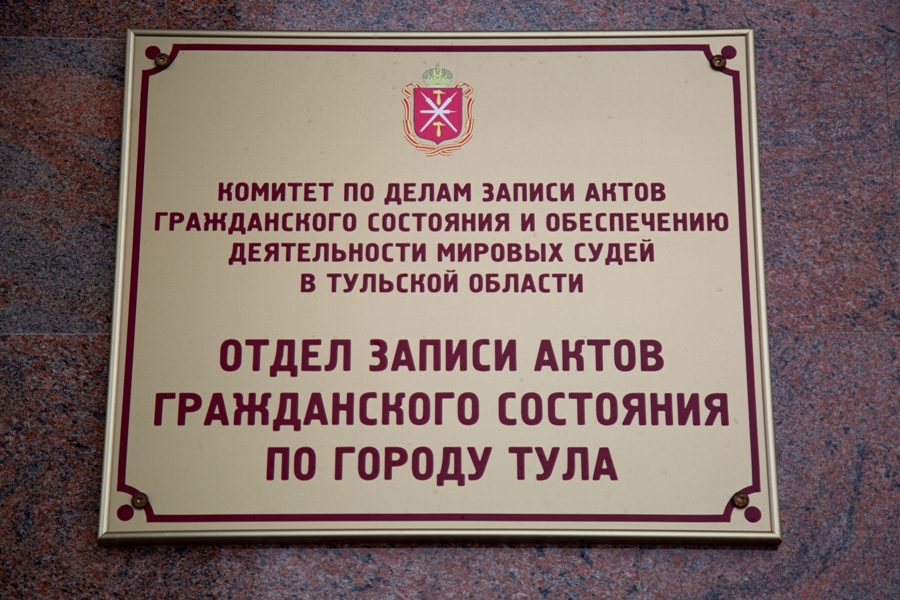 КОМИТЕТ ПО ДЕЛАМ ЗАПИСИ АКТОВ
ГРАЖДАНСКОГО СОСТОЯНИЯ И ОБЕСПЕЧЕНИЮ
ДЕЯТЕЛЬНОСТИ МИРОВЫХ СУДЕЙ
В ТУЛЬСКОЙ ОБЛАСТИ
ОТДЕЛ ЗАПИСИ АКТОВ
ГРАЖДАНСКОГО СОСТОЯНИЯ
ПО ГОРОДУ ТУЛА